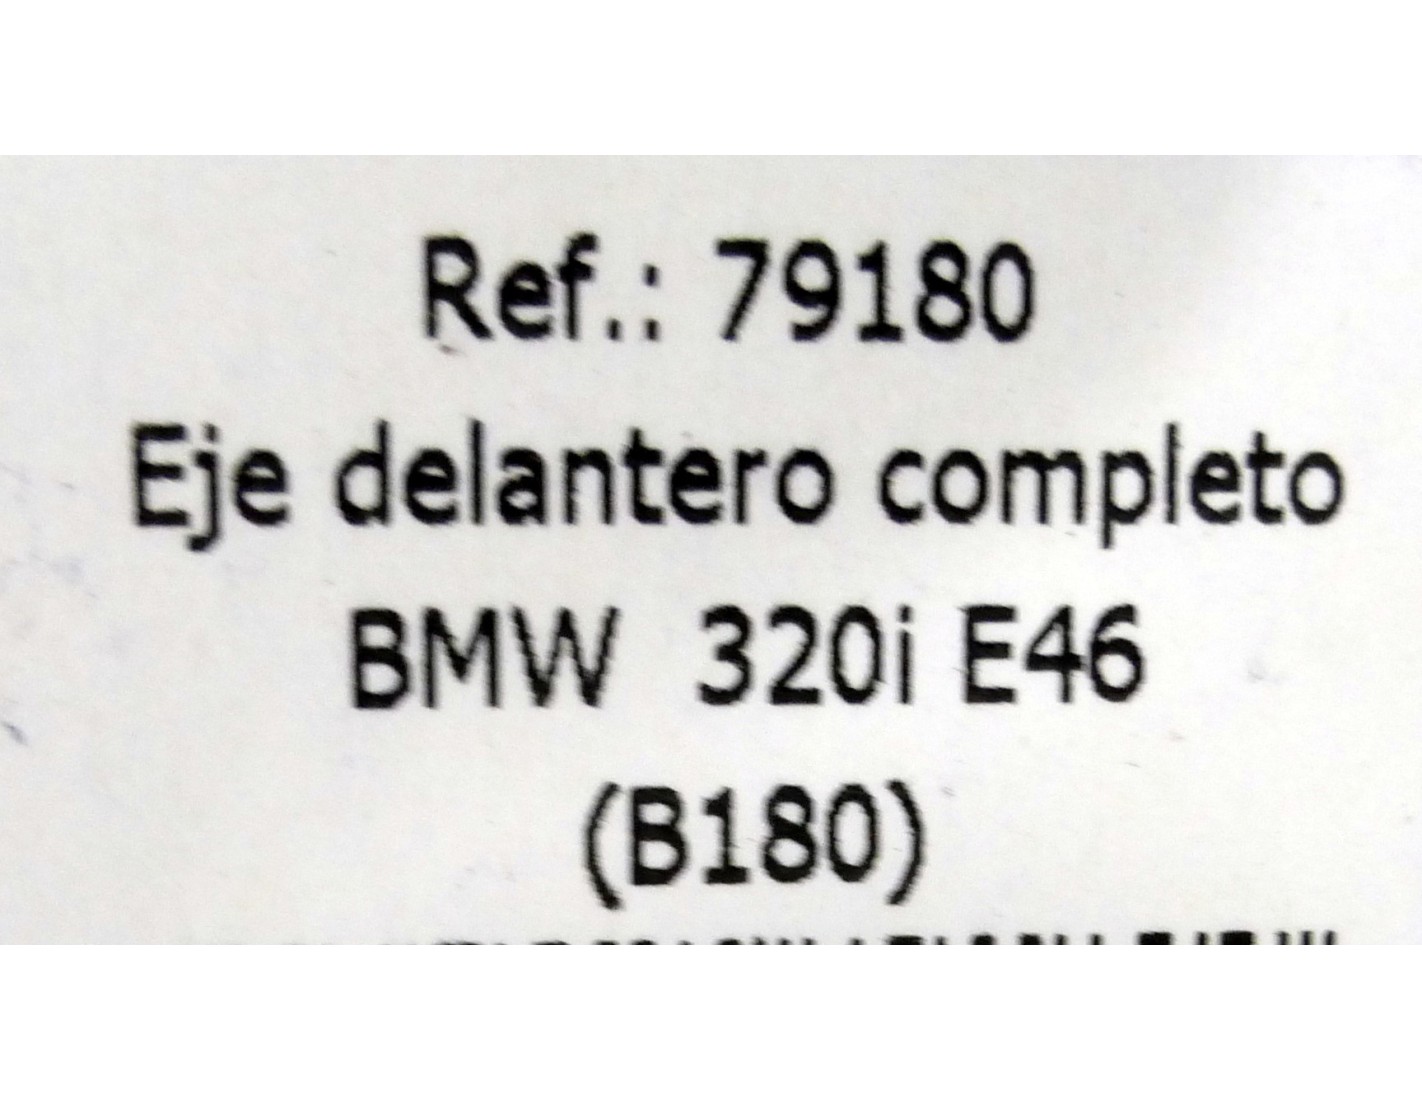 Ref.: 79180
Eje delantero completo
BMW 320i E46
(B180)